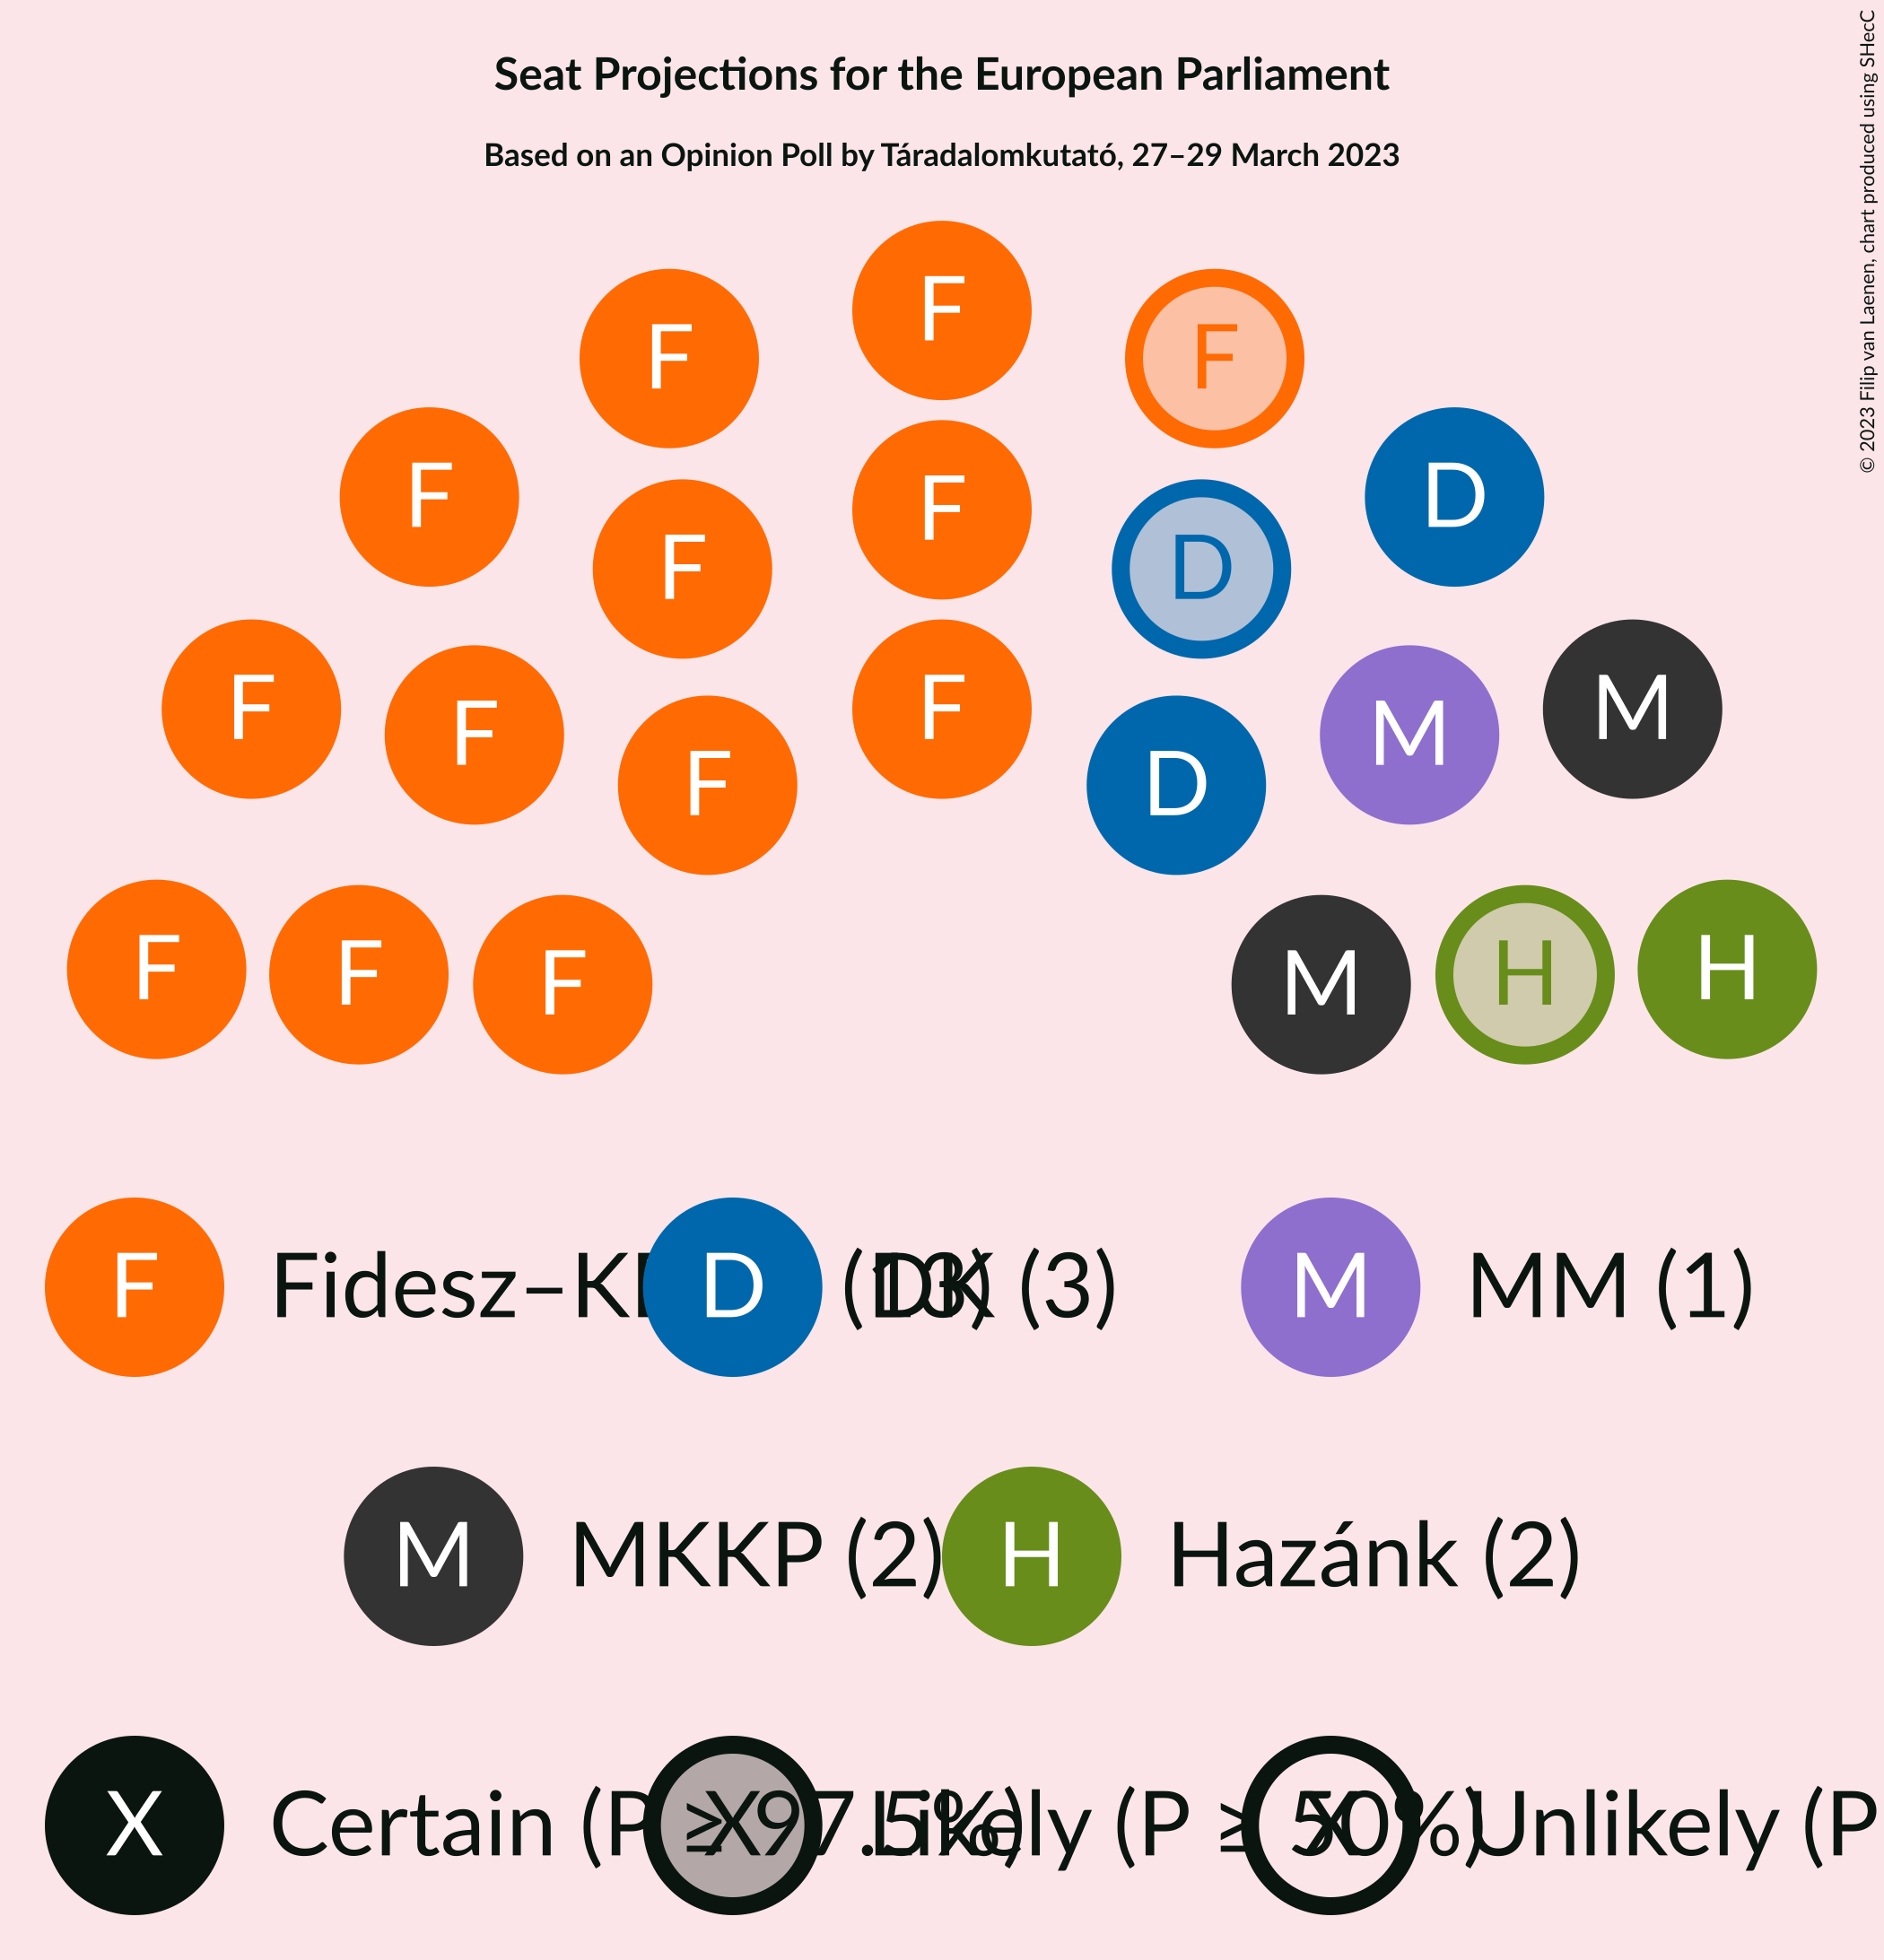 Seat Projections for the European Parliament
Based on an Opinion Poll by Táradalomkutató, 27–29 March 2023
© 2023 Filip van Laenen, chart produced using SHecC
F
F F
F D
F F D
F M
F F M
F D
F F F
M H H
F Fidesz–K D DK (3) M MM (1)
M MKKP (2) H Hazánk (2)
X Certain (P ≥ 97.5%) X Likely (P ≥ 50%) X Unlikely (P